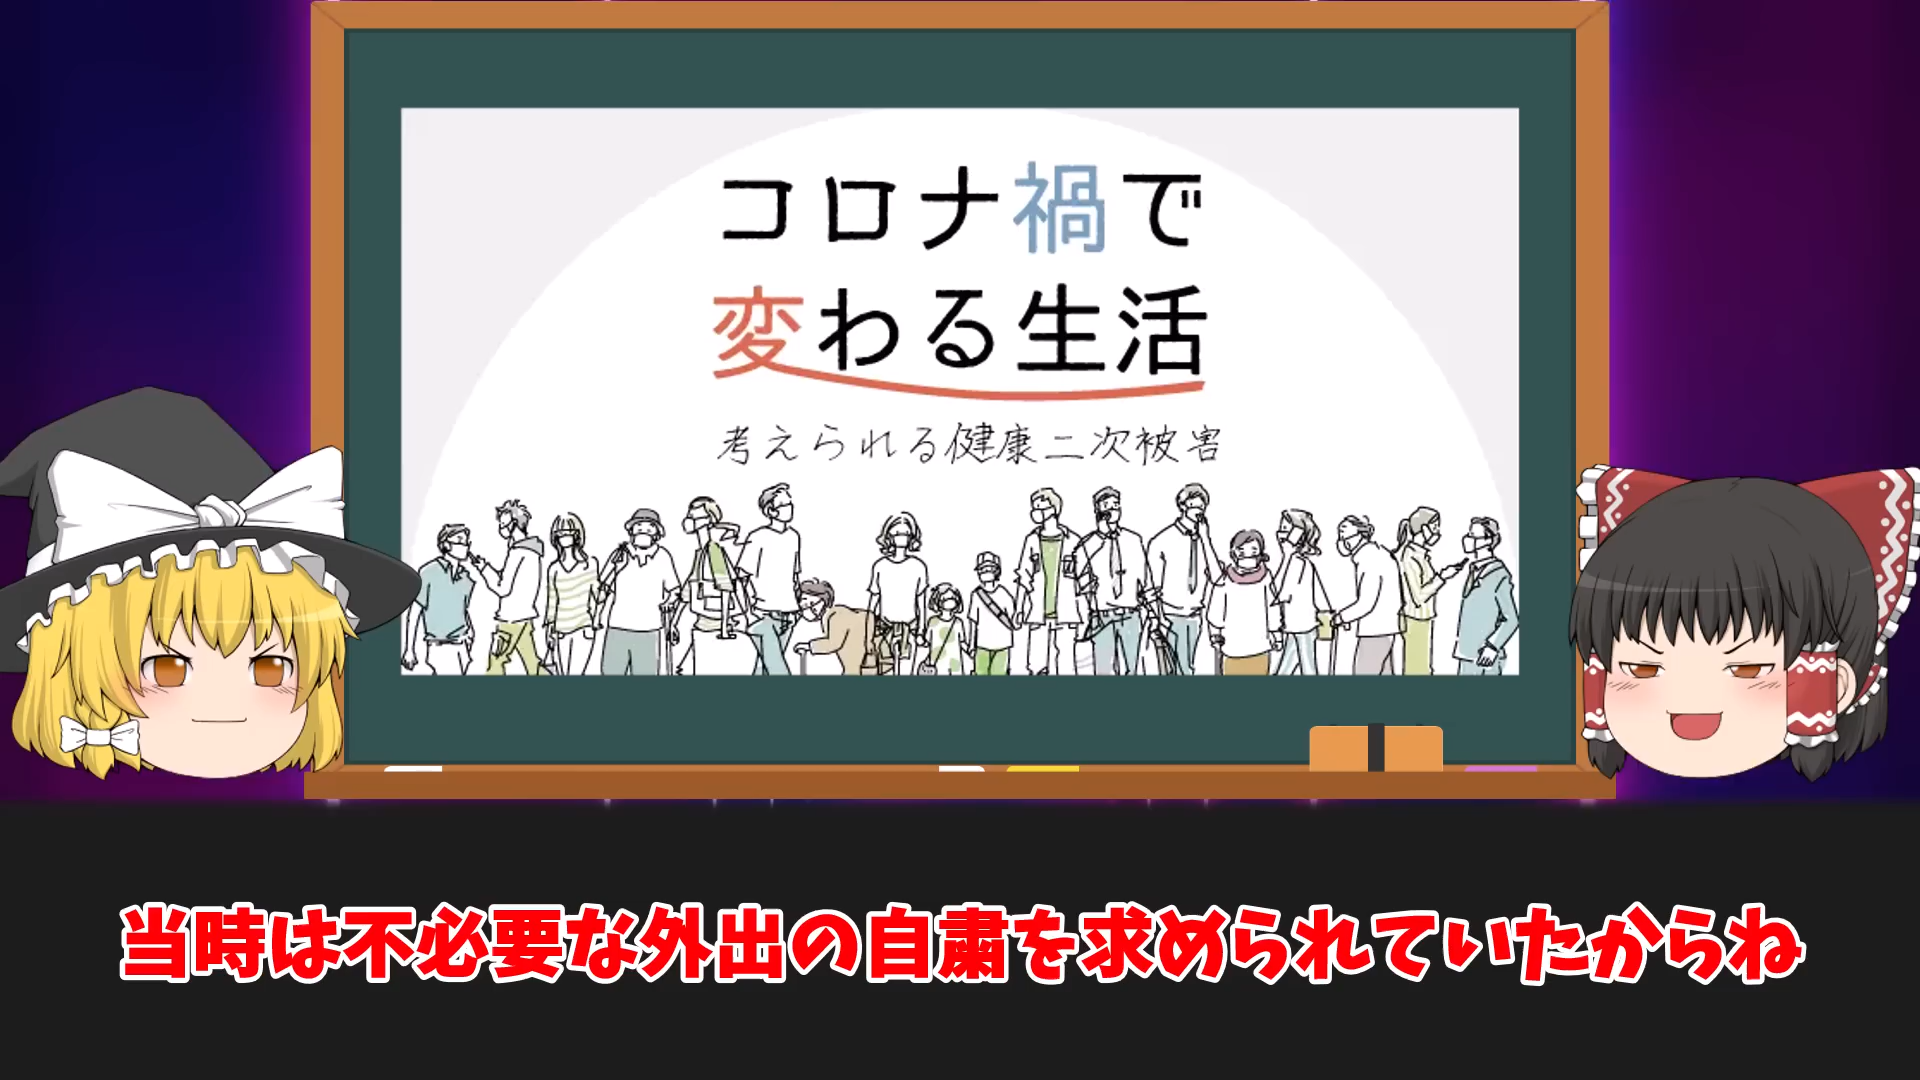 コロナ禍で
変わる生活
考えられる健康二次被害
当時は不必要な外出の自粛を求められていたからね